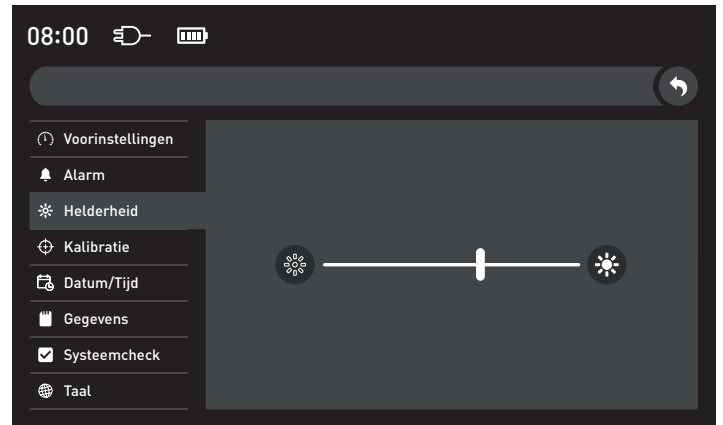 08:00
Voorinstellingen
Alarm
Helderheid
Kalibratie
Datum/Tijd
Gegevens
Systeemcheck
Taal